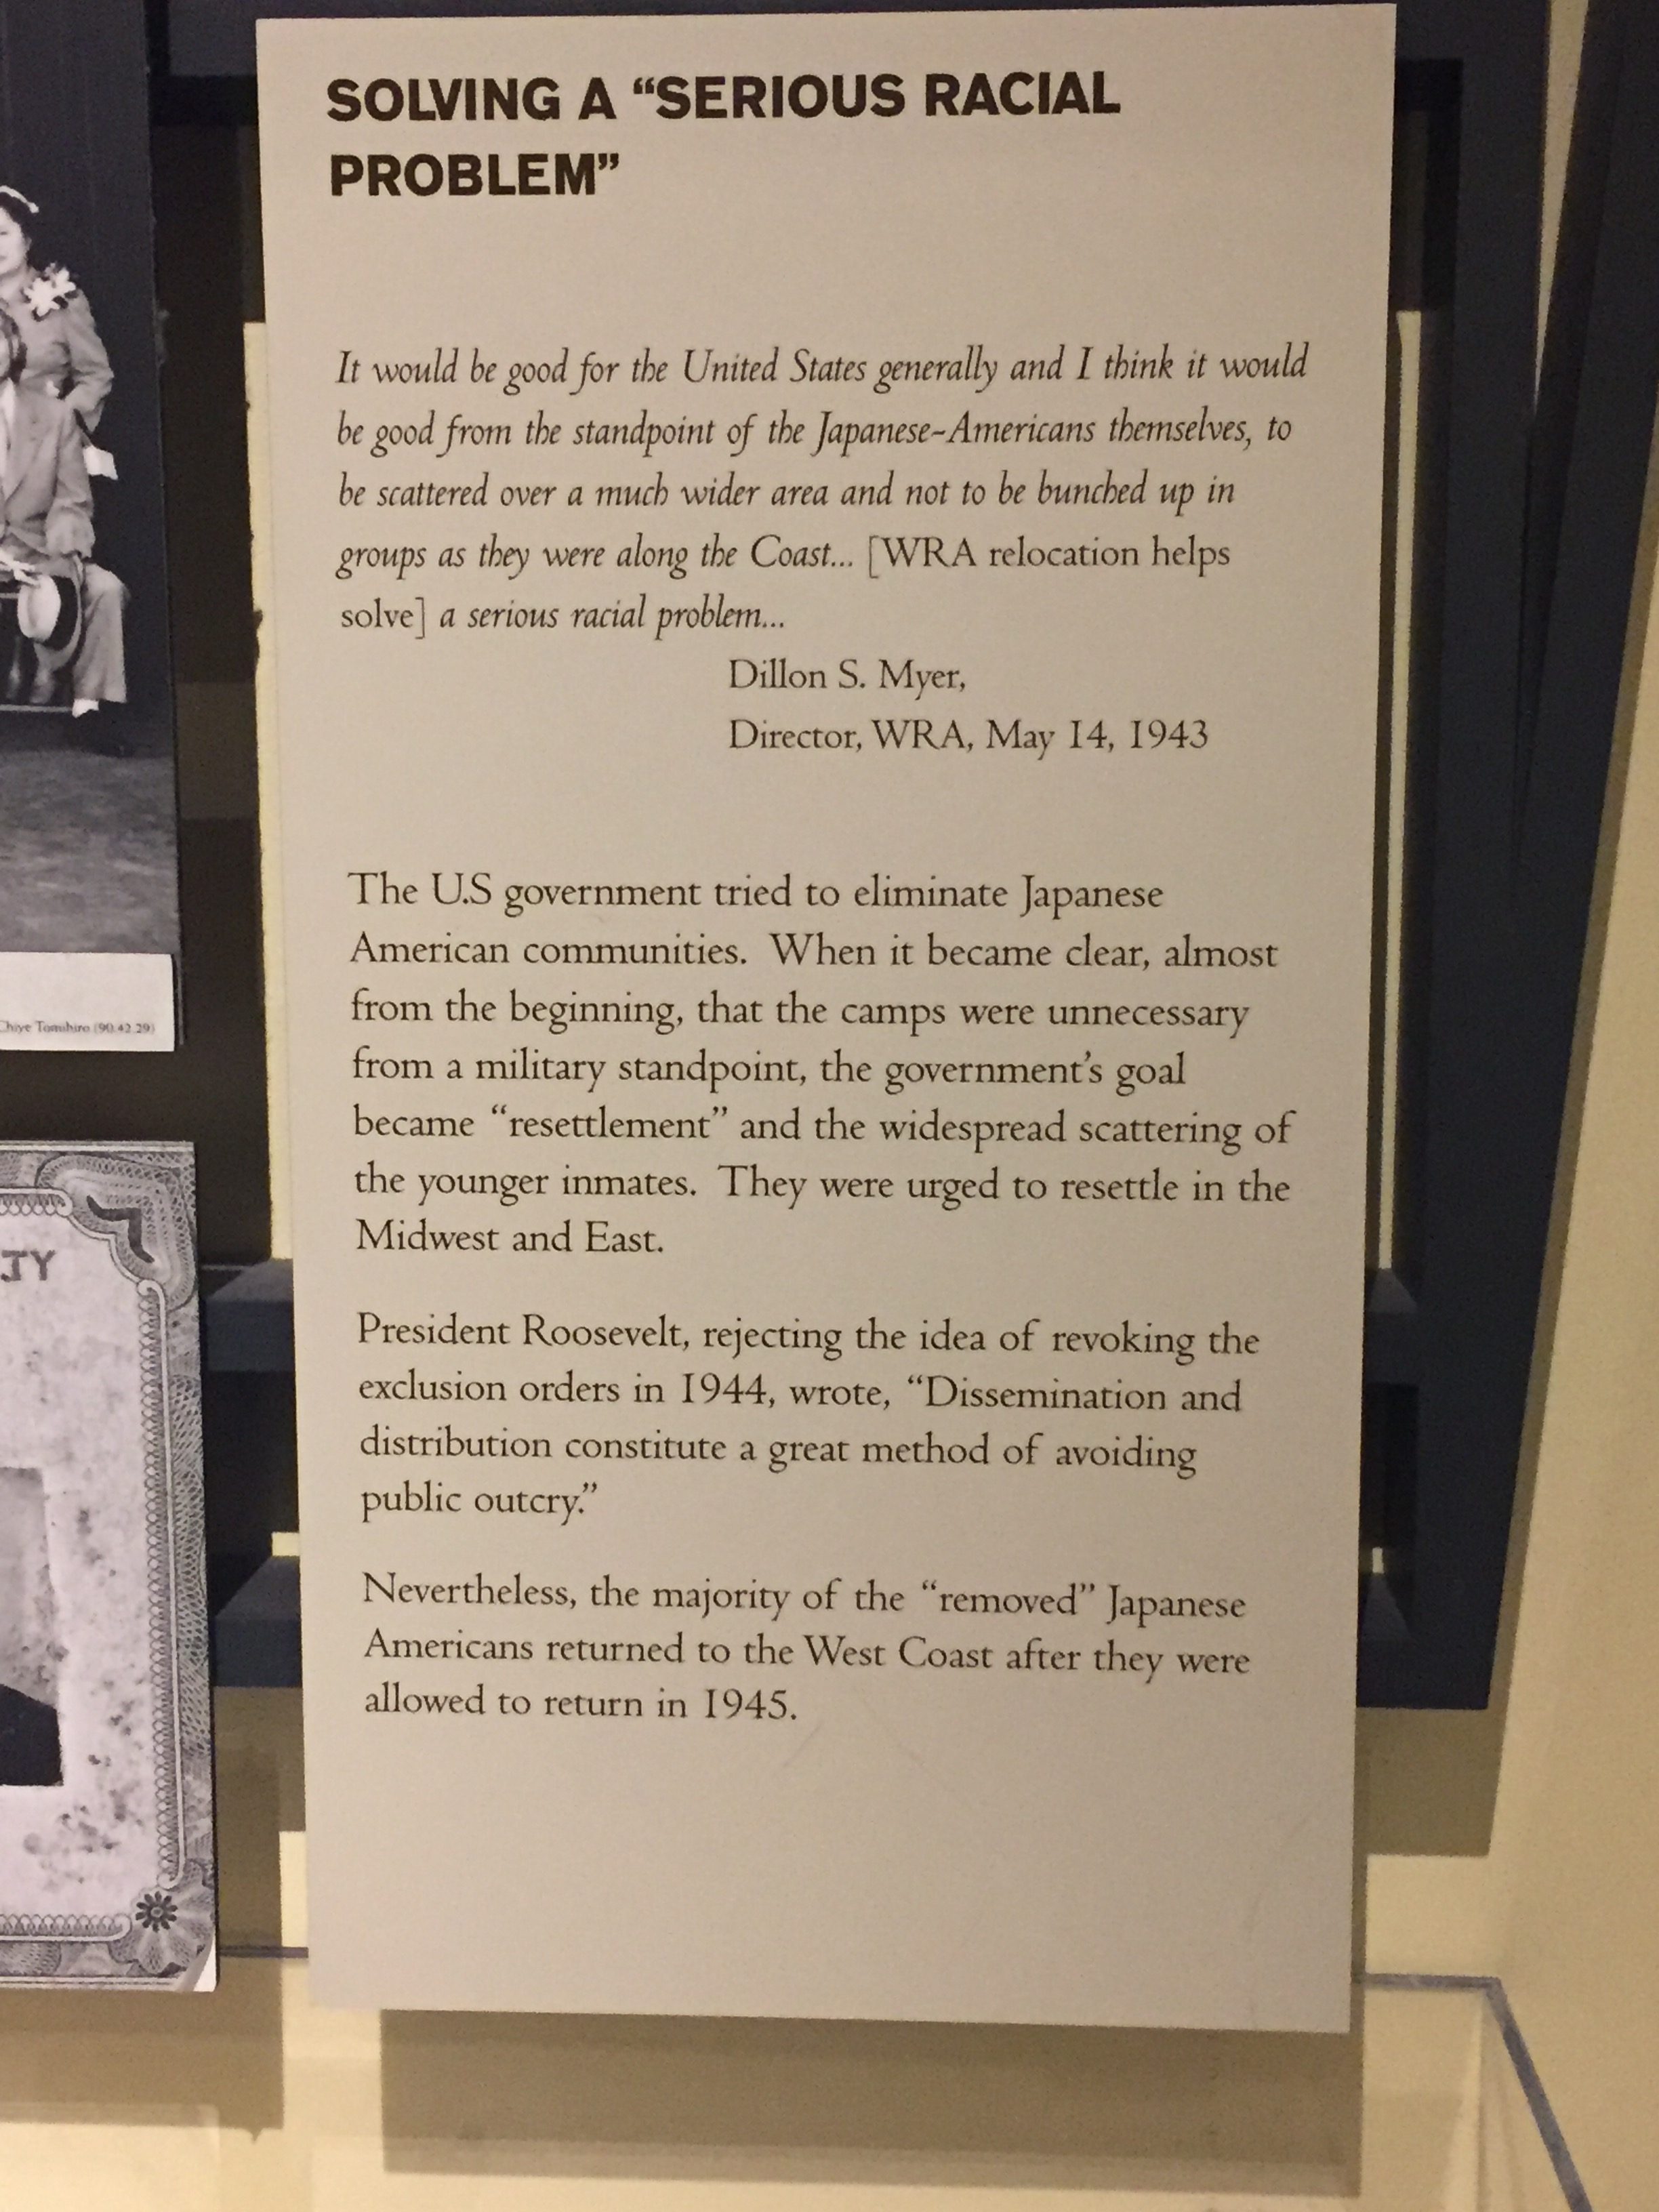 SOLVING A “SERIOUS RACIAL
PROBLEM”
It would be good for the United States generally and I think it would
be good from the standpoint of the Japanese-Americans themselves, to
be scattered over a much wider area and not to be bunched up in
groups as they were along the Coast... [WRA relocation helps
solve] a serious racial problem...
Dillon S. Myer,
Director, WRA, May 14, 1943
The U.S government tried to eliminate Japanese
American communities. When it became clear, almost
from the beginning, that the camps were unnecessary
from a military standpoint, the government’s goal
became “resettlement” and the widespread scattering of
the younger inmates. They were urged to resettle in the
Midwest and East.
President Roosevelt, rejecting the idea of revoking the
exclusion orders in 1944, wrote, “Dissemination and
distribution constitute a great method of avoiding
public outcry.”
Nevertheless, the majority of the “removed” Japanese
Americans returned to the West Coast after they were
allowed to return in 1945.
Chiye Tomihiro (90.42.29)